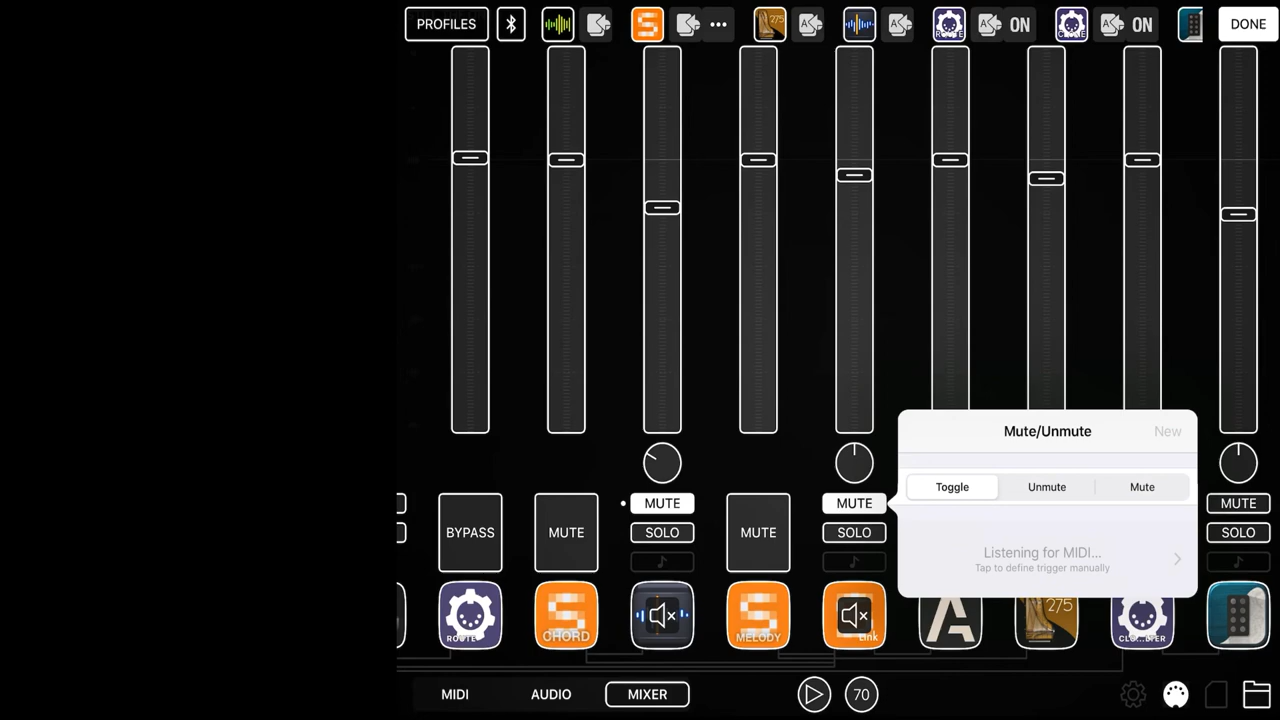 PROFILES
ON
ON
DONE
Mute/Unmute
New
Toggle
Unmute
Mute
Listening for MIDI...
Tap to define trigger manually
BYPASS
MUTE
MUTE
SOLO
MUTE
MUTE
SOLO
MUTE
SOLO
ROUTE
CHORD
MELODY
Link
275
MIDI
AUDIO
MIXER
70